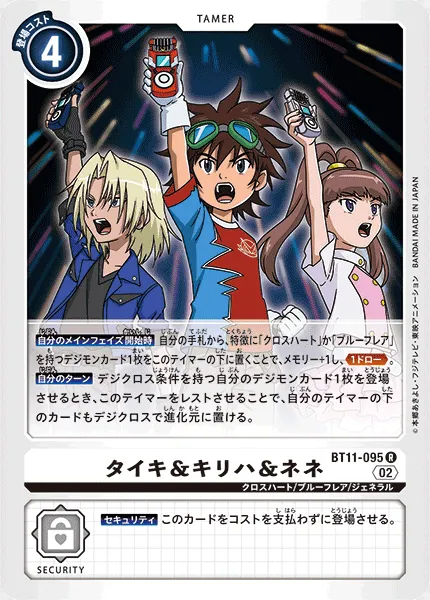 TAMER
登場コスト
4
自分のメインフェイズ開始時 自分の手札から、特徴に「クロスハート」か「ブルーフレア」
を持つデジモンカード1枚をこのテイマーの下に置くことで、メモリー+1し、1ドロー。
自分のターン デジクロス条件を持つ自分のデジモンカード1枚を登場
させるとき、このテイマーをレストさせることで、自分のテイマーの下
のカードもデジクロスで進化元に置ける。
©本郷あきよし・フジテレビ・東映アニメーション BANDAI MADE IN JAPAN
BT11-095 R
タイキ&キリハ&ネネ
02
クロスハート/ブルーフレア/ジェネラル
セキュリティ このカードをコストを支払わずに登場させる。
SECURITY